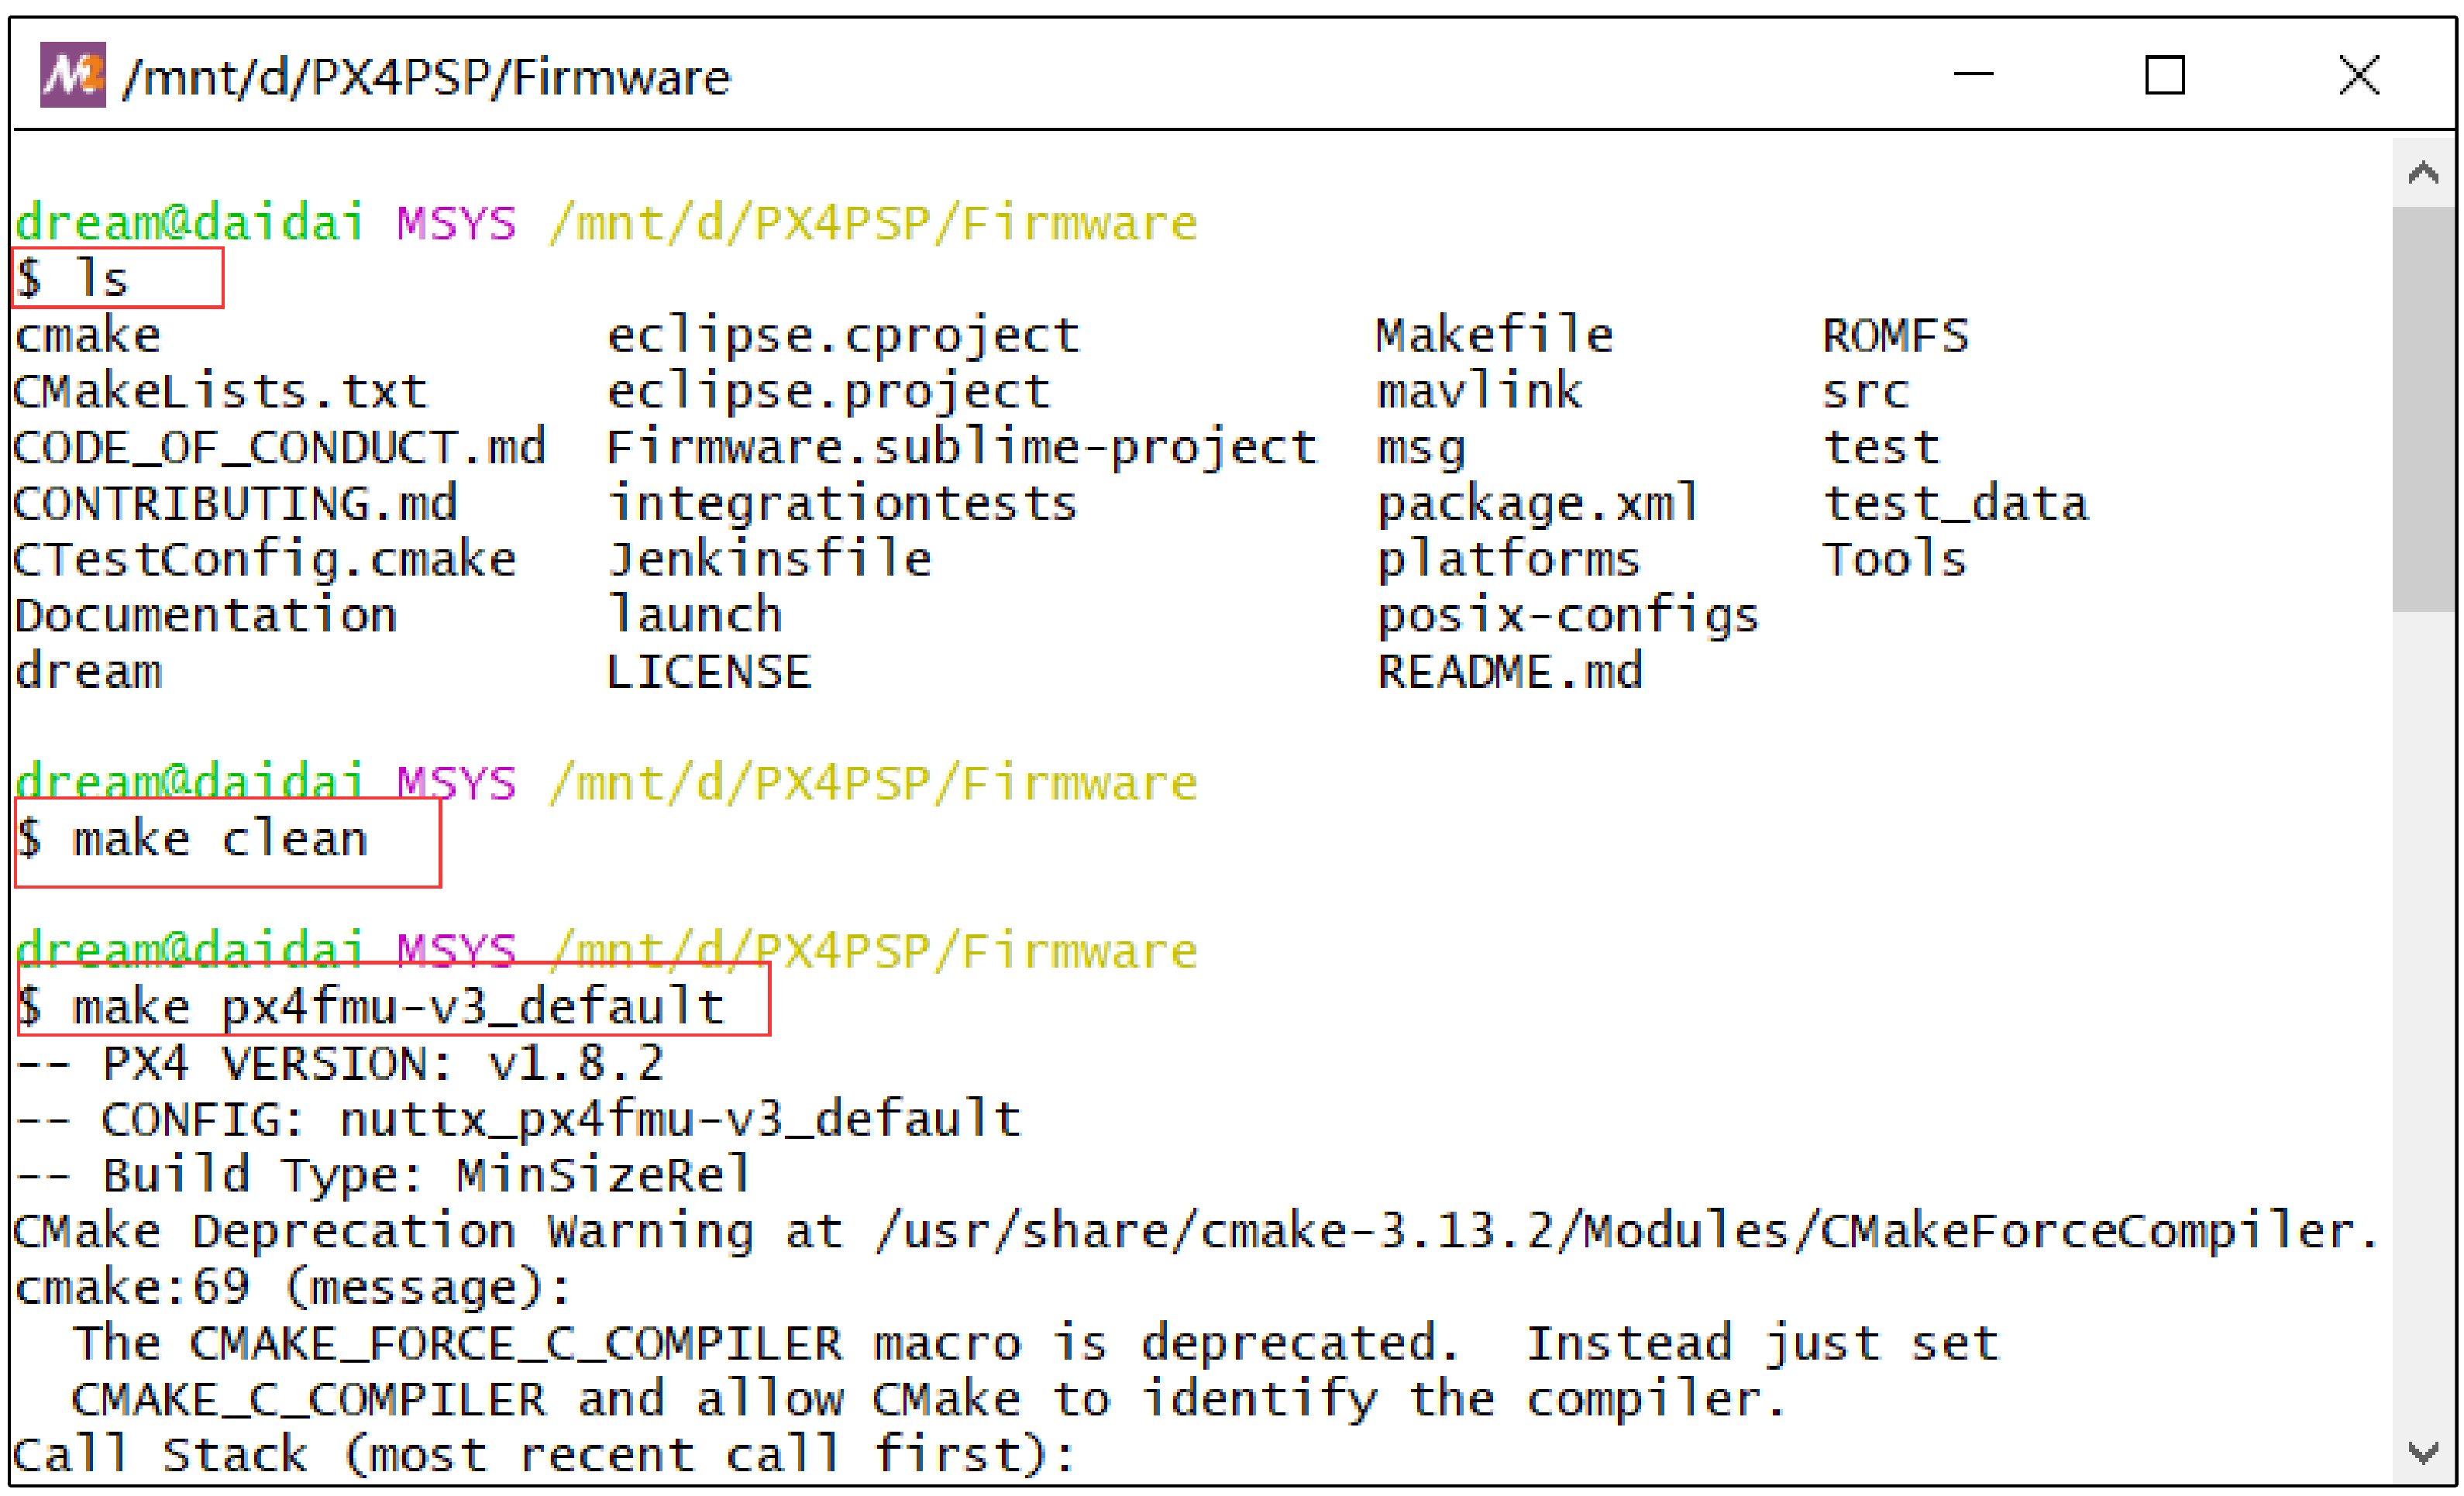 /mnt/d/PX4PSP/Firmware
dream@daidai MSYS /mnt/d/PX4PSP/Firmware
$ ls
cmake eclipse.cproject Makefile ROMFS
CMakeLists.txt eclipse.project mavlink src
CODE_OF_CONDUCT.md Firmware.sublime-project msg test
CONTRIBUTING.md integrationtests package.xml test_data
CTestConfig.cmake Jenkinsfile platforms Tools
Documentation launch posix-configs
dream LICENSE README.md
dream@daidai MSYS /mnt/d/PX4PSP/Firmware
$ make clean
dream@daidai MSYS /mnt/d/PX4PSP/Firmware
$ make px4fmu-v3_default
-- PX4 VERSION: v1.8.2
-- CONFIG: nuttx_px4fmu-v3_default
-- Build Type: MinSizeRel
CMake Deprecation Warning at /usr/share/cmake-3.13.2/Modules/CMakeForceCompiler.
cmake:69 (message):
The CMAKE_FORCE_C_COMPILER macro is deprecated.  Instead just set
CMAKE_C_COMPILER and allow CMake to identify the compiler.
Call Stack (most recent call first):